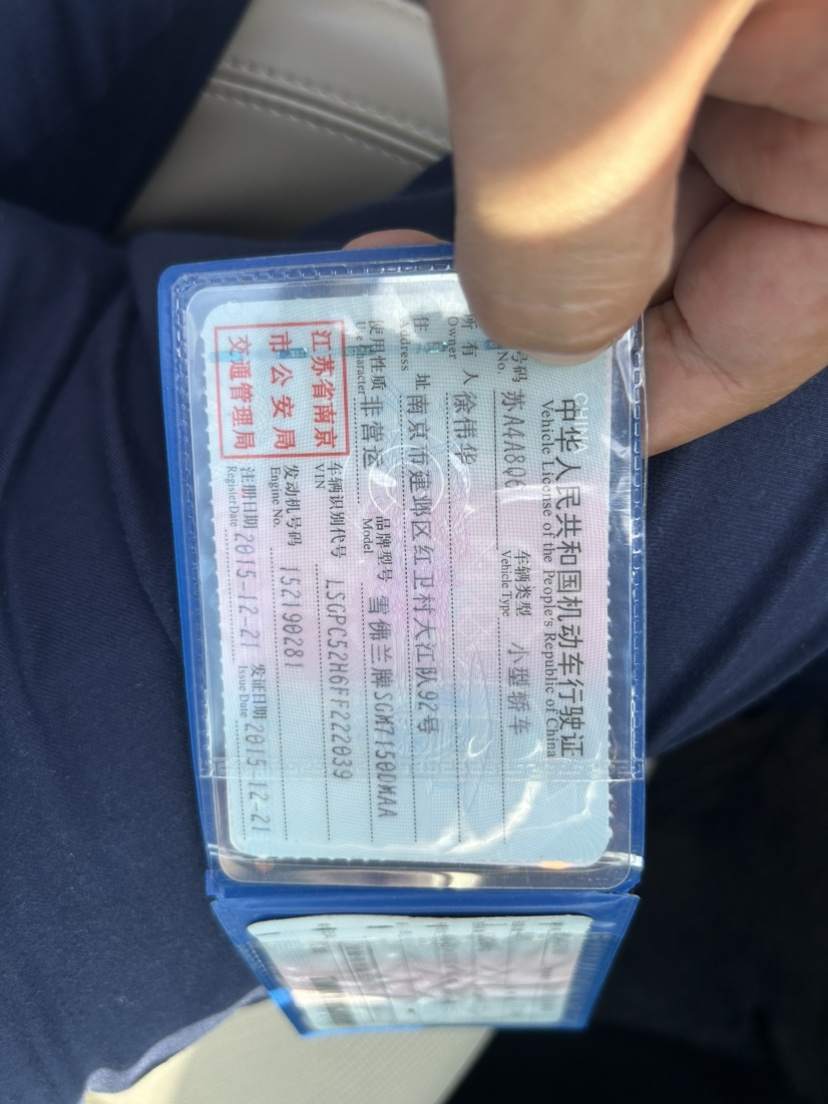 中华人民共和国机动车行驶证
Vehicle License of the People's Republic of China
号码 苏A4A8Q6 车辆类型 小型轿车
No. Vehicle Type
所有人 徐伟华
Owner
住址 南京市建邺区红卫村大江队92号
Address
使用性质 非营运 品牌型号 雪佛兰牌SGM7150DMAA
Use Character Model
江苏省南京
市公安局
交通管理局
车辆识别代号 LSGPC52H6FF222039
VIN
发动机号码 152190281
Engine No.
注册日期 2015-12-21 发证日期 2015-12-21
Register Date Issue Date